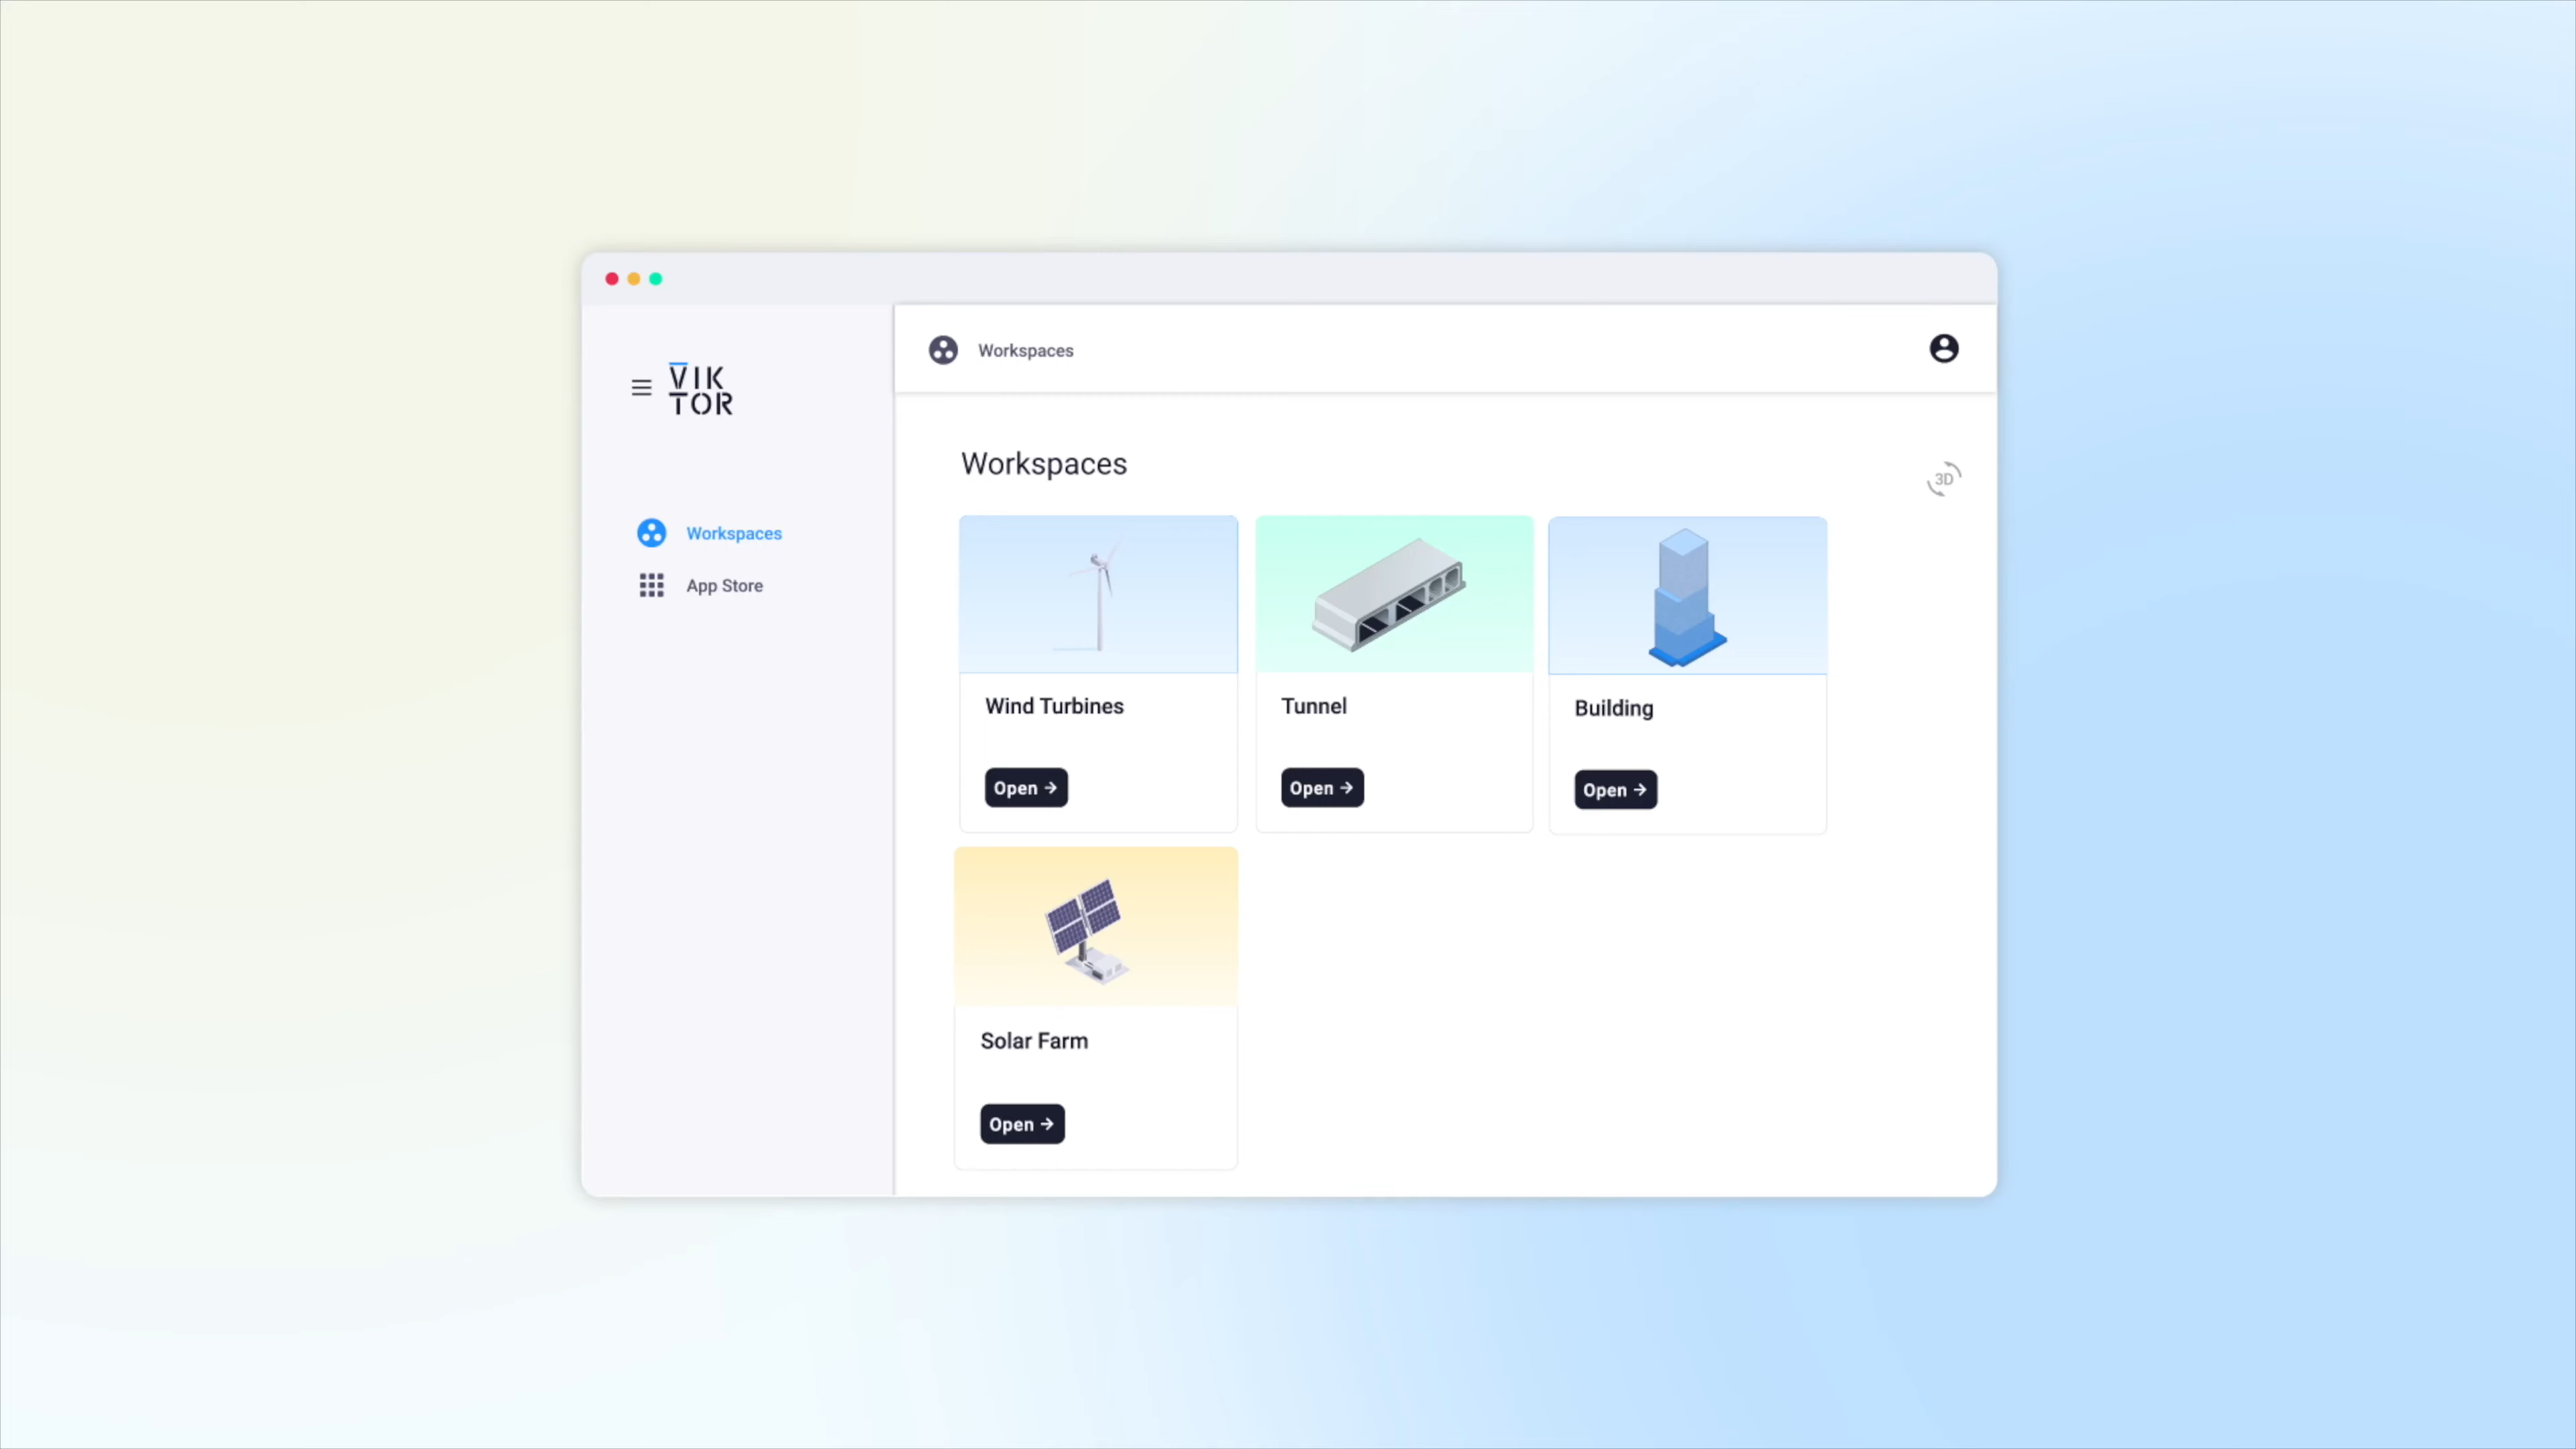 VIK
TOR
Workspaces
App Store
Workspaces
Workspaces
3D
Wind Turbines
Open →
Tunnel
Open →
Building
Open →
Solar Farm
Open →